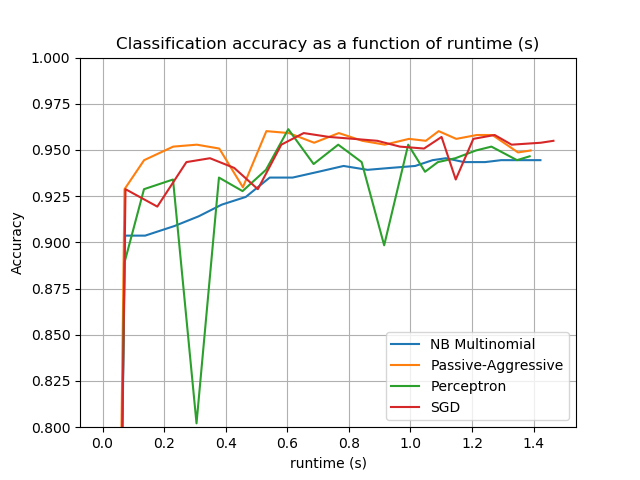 Classification accuracy as a function of runtime (s)
1.000
0.975
0.950
0.925
0.900
0.875
0.850
0.825
0.800
Accuracy
0.0 0.2 0.4 0.6 0.8 1.0 1.2 1.4
runtime (s)
NB Multinomial
Passive-Aggressive
Perceptron
SGD